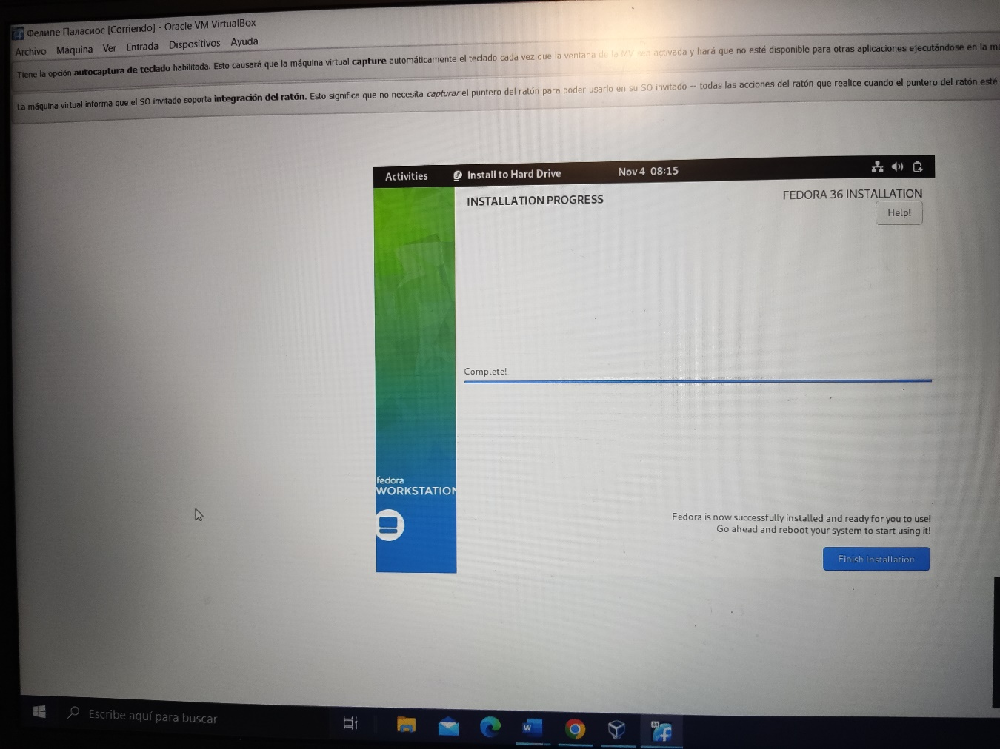 Фелипе Паласиос [Corriendo] - Oracle VM VirtualBox
Archivo Máquina Ver Entrada Dispositivos Ayuda
Tiene la opción autocaptura de teclado habilitada. Esto causará que la máquina virtual capture automáticamente el teclado cada vez que la ventana de la MV sea activada y hará que no esté disponible para otras aplicaciones ejecutándose en la
La máquina virtual informa que el SO invitado soporta integración del ratón. Esto significa que no necesita capturar el puntero del ratón para poder usarlo en su SO invitado -- todas las acciones del ratón que realice cuando el puntero del ratón esté
Activities Install to Hard Drive Nov 4 08:15
INSTALLATION PROGRESS
FEDORA 36 INSTALLATION
Help!
Complete!
fedora
WORKSTATION
Fedora is now successfully installed and ready for you to use!
Go ahead and reboot your system to start using it!
Finish Installation
Escribe aquí para buscar